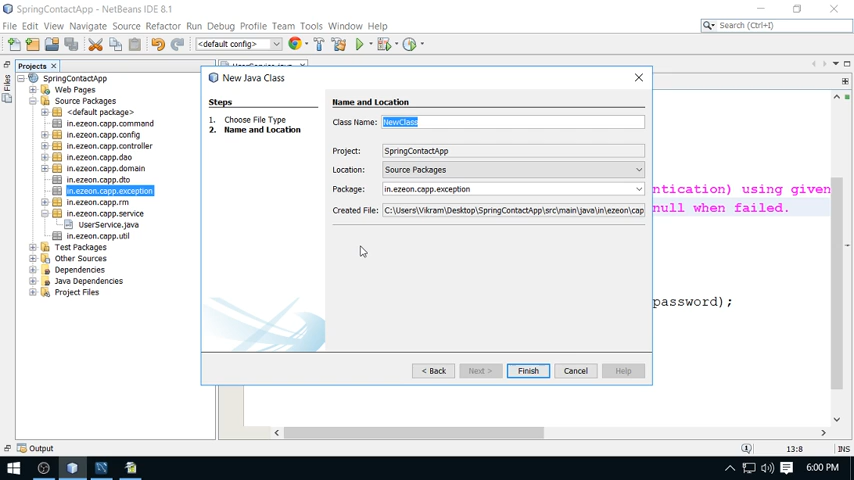 SpringContactApp - NetBeans IDE 8.1
File Edit View Navigate Source Refactor Run Debug Profile Team Tools Window Help
Search (Ctrl+I)
<default config>
Projects
Files
SpringContactApp
Web Pages
Source Packages
<default package>
in.ezeon.capp.command
in.ezeon.capp.config
in.ezeon.capp.controller
in.ezeon.capp.dao
in.ezeon.capp.domain
in.ezeon.capp.dto
in.ezeon.capp.exception
in.ezeon.capp.rm
in.ezeon.capp.service
UserService.java
in.ezeon.capp.util
Test Packages
Other Sources
Dependencies
Java Dependencies
Project Files
New Java Class
Steps
1. Choose File Type
2. Name and Location
Name and Location
Class Name: NewClass
Project: SpringContactApp
Location: Source Packages
Package: in.ezeon.capp.exception
Created File: C:\Users\Vikram\Desktop\SpringContactApp\src\main\java\in\ezeon\cap
< Back Next > Finish Cancel Help
ntication) using given
null when failed.
password);
Output
13:8 INS
6:00 PM